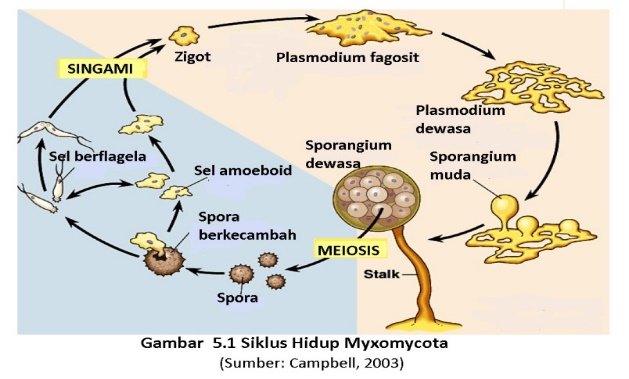 Zigot
Plasmodium fagosit
SINGAMI
Plasmodium
dewasa
Sporangium
dewasa
Sporangium
muda
Sel berflagela
Sel amoeboid
Spora
berkecambah
MEIOSIS
Stalk
Spora
Gambar 5.1 Siklus Hidup Myxomycota
(Sumber: Campbell, 2003)